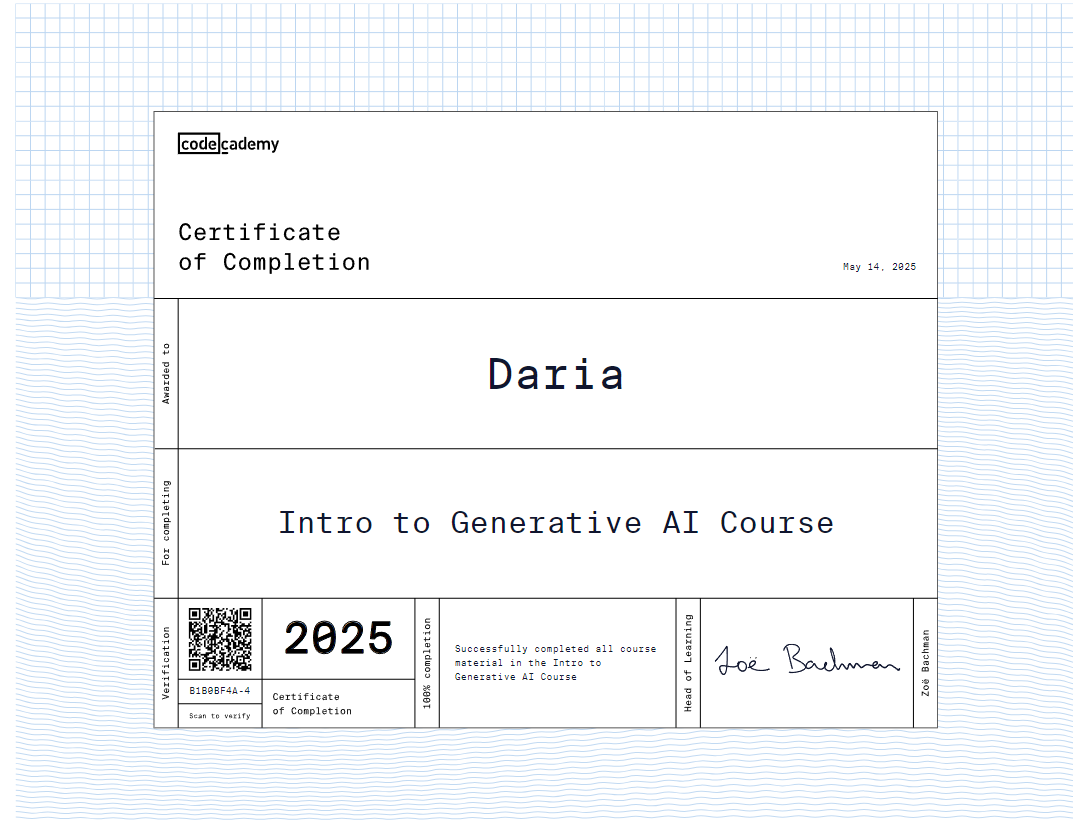 codecademy
Certificate
of Completion
May 14, 2025
Awarded to
Daria
For completing
Intro to Generative AI Course
Verification
B1B0BF4A-4
Scan to verify
2025
Certificate
of Completion
100% completion
Successfully completed all course
material in the Intro to
Generative AI Course
Head of Learning
Zoë Bachman
Zoë Bachman